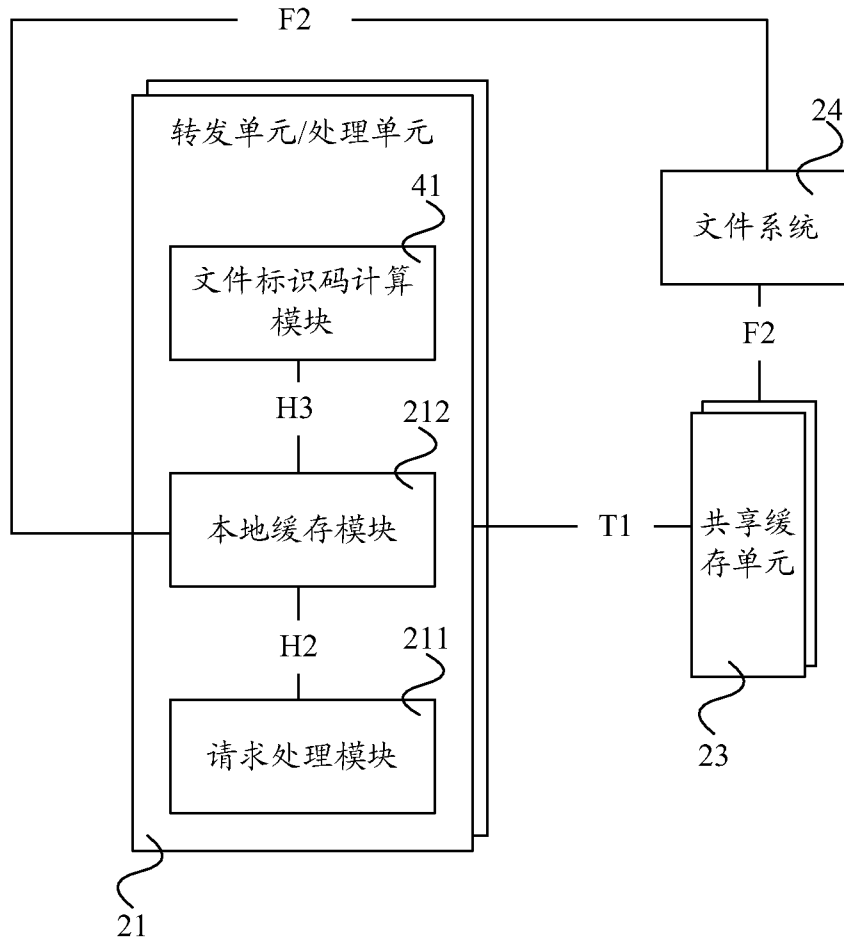 F2
转发单元/处理单元
24
41
文件系统
文件标识码计算
模块
F2
H3
212
本地缓存模块
T1
共享缓
存单元
H2
211
请求处理模块
23
21